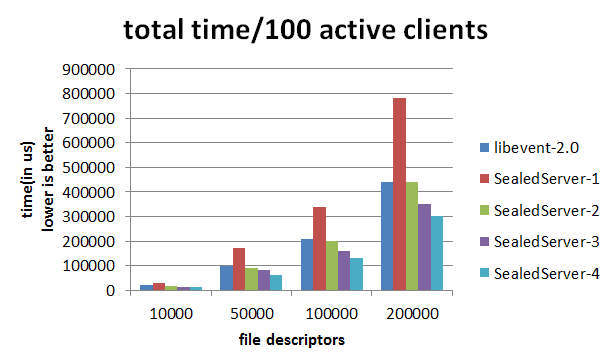 total time/100 active clients
900000
800000
700000
600000
500000
400000
300000
200000
100000
0
time(in us)
lower is better
10000 50000 100000 200000
file descriptors
libevent-2.0
SealedServer-1
SealedServer-2
SealedServer-3
SealedServer-4